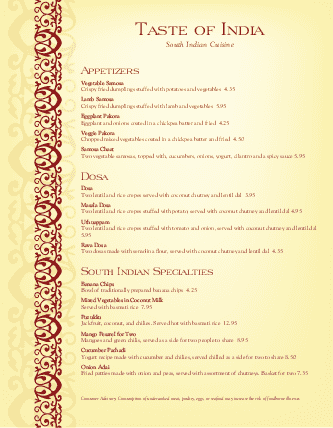 TASTE OF INDIA
South Indian Cuisine
APPETIZERS
Vegetable Samosa
Crispy fried dumplings stuffed with potatoes and vegetables 4.35
Lamb Samosa
Crispy fried dumplings stuffed with lamb and vegetables 5.95
Eggplant Pakora
Eggplant and onions coated in a chickpea batter and fried 4.25
Veggie Pakora
Chopped mixed vegetables coated in a chickpea batter and fried 4.50
Samosa Chaat
Two vegetable samosas, topped with, cucumbers, onions, yogurt, cilantro and a spicy sauce 5.95
DOSA
Dosa
Two lentil and rice crepes served with coconut chutney and lentil dal 3.95
Masala Dosa
Two lentil and rice crepes stuffed with potato served with coconut chutney and lentil dal 4.95
Uthnappam
Two lentil and rice crepes stuffed with tomato and onion, served with coconut chutney and lentil dal
5.95
Rava Dosa
Two dosas made with semolina flour, served with coconut chutney and lentil dal 4.35
SOUTH INDIAN SPECIALTIES
Banana Chips
Bowl of traditionally prepared banana chips 4.25
Mixed Vegetables in Coconut Milk
Served with basmati rice 7.95
Puzukku
Jackfruit, coconut, and chilies. Served hot with basmati rice 12.95
Mango Perarel for Two
Mangoes and green chilis, served as a side for two people to share 8.95
Cucumber Pachadi
Yogurt recipe made with cucumber and chilies, served chilled as a side for two to share 8.50
Onion Adai
Fried patties made with onion and peas, served with assortment of chutneys. Basket for two 7.35
Consumer Advisory: Consumption of undercooked meat, poultry, eggs, or seafood may increase the risk of foodborne illnesses.